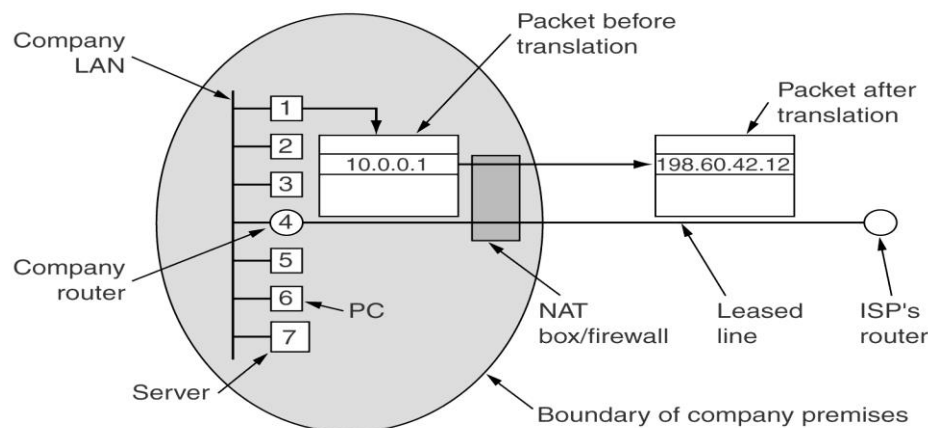 Company
LAN
Packet before
translation
Packet after
translation
1
2
3
4
5
6
7
10.0.0.1
198.60.42.12
Company
router
PC
Server
NAT
box/firewall
Leased
line
ISP's
router
Boundary of company premises